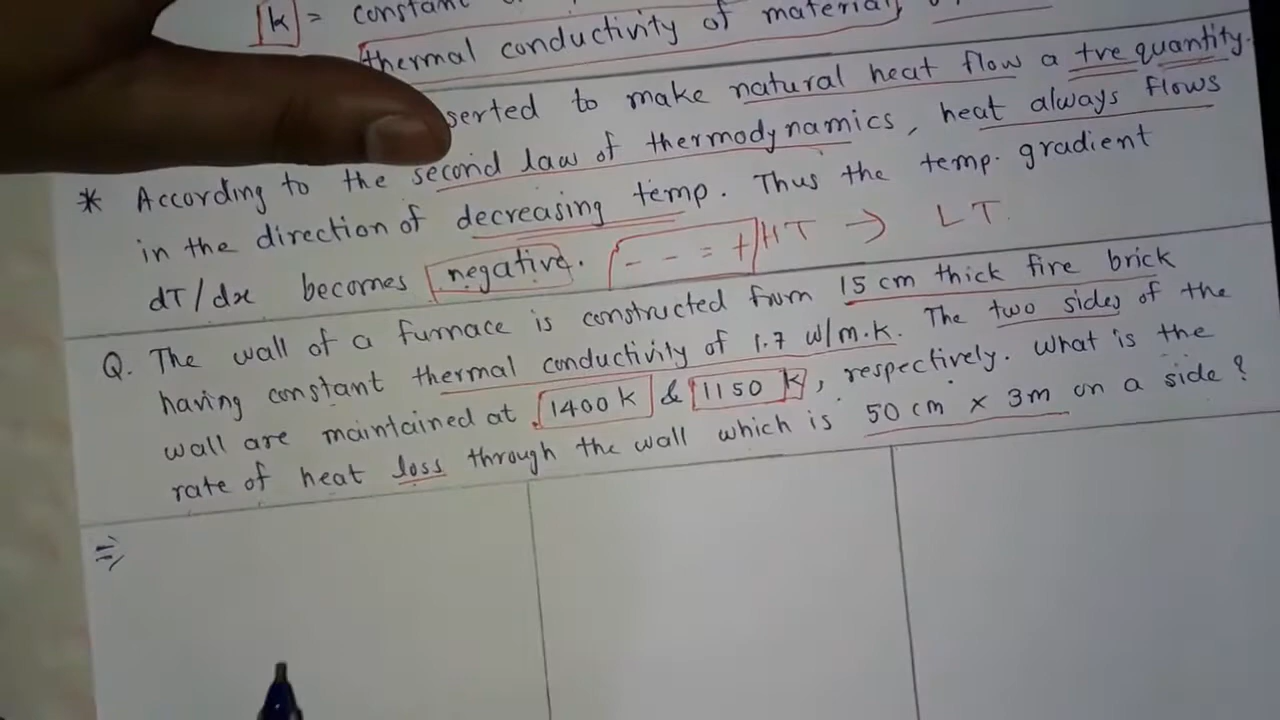 k = constant
thermal conductivity of material,
serted to make natural heat flow a +ve quantity.
* According to the second law of thermodynamics, heat always flows
in the direction of decreasing temp. Thus the temp. gradient
dT/dx becomes negative. - - = + HT → LT
Q. The wall of a furnace is constructed from 15 cm thick fire brick
having constant thermal conductivity of 1.7 W/m.K. The two sides of the
wall are maintained at 1400 K & 1150 K, respectively. What is the
rate of heat loss through the wall which is 50 cm x 3m on a side?
⇒